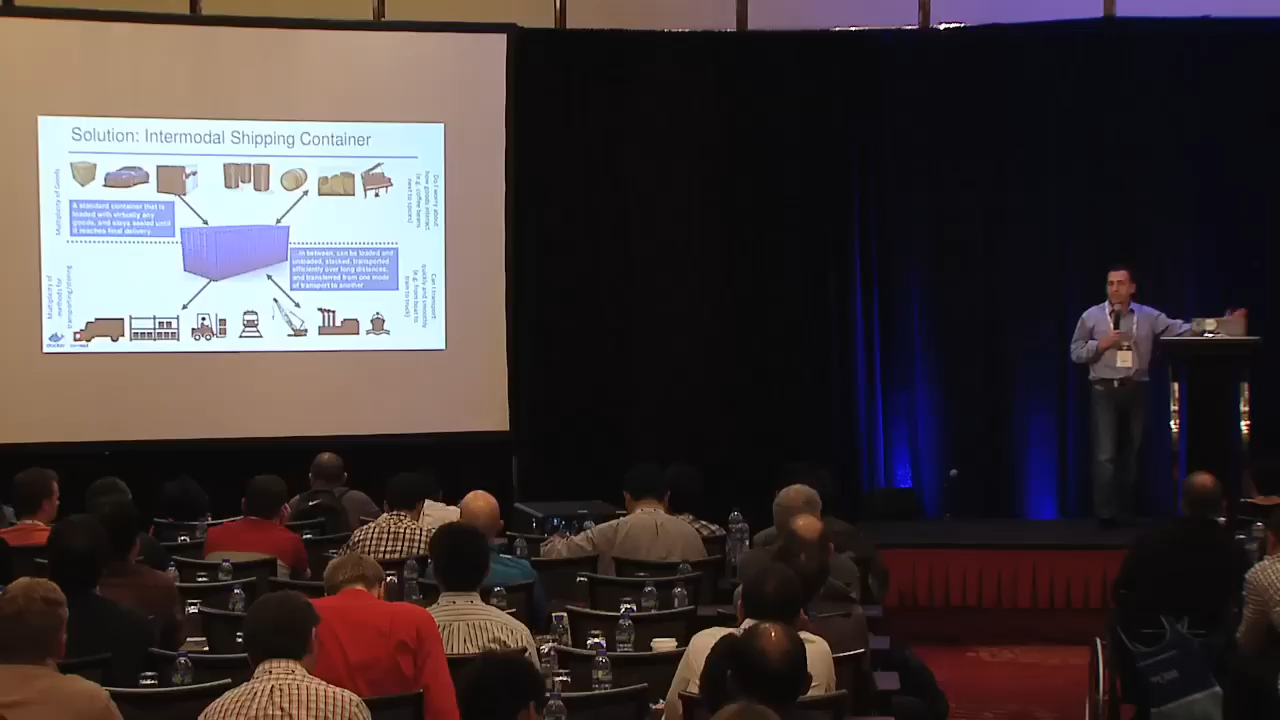 Solution: Intermodal Shipping Container
Multiplicity of Goods
Do I worry about
how goods interact
(e.g. coffee beans
next to spices)
A standard container that is
loaded with virtually any
goods, and stays sealed until
it reaches final delivery.
…in between, can be loaded and
unloaded, stacked, transported
efficiently over long distances,
and transferred from one mode
of transport to another
Multiplicity of
methods for
transporting/storing
Can I transport
quickly and smoothly
(e.g. from boat to
train to truck)
docker